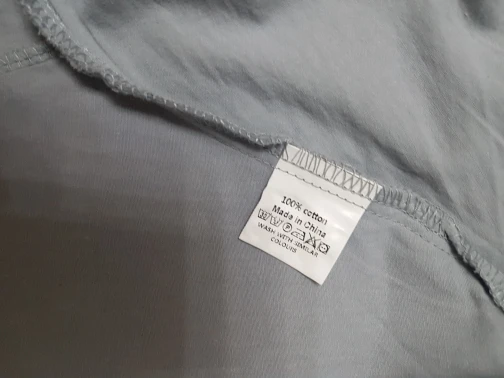 100% cotton
Made in China
WASH WITH SIMILAR
COLOURS